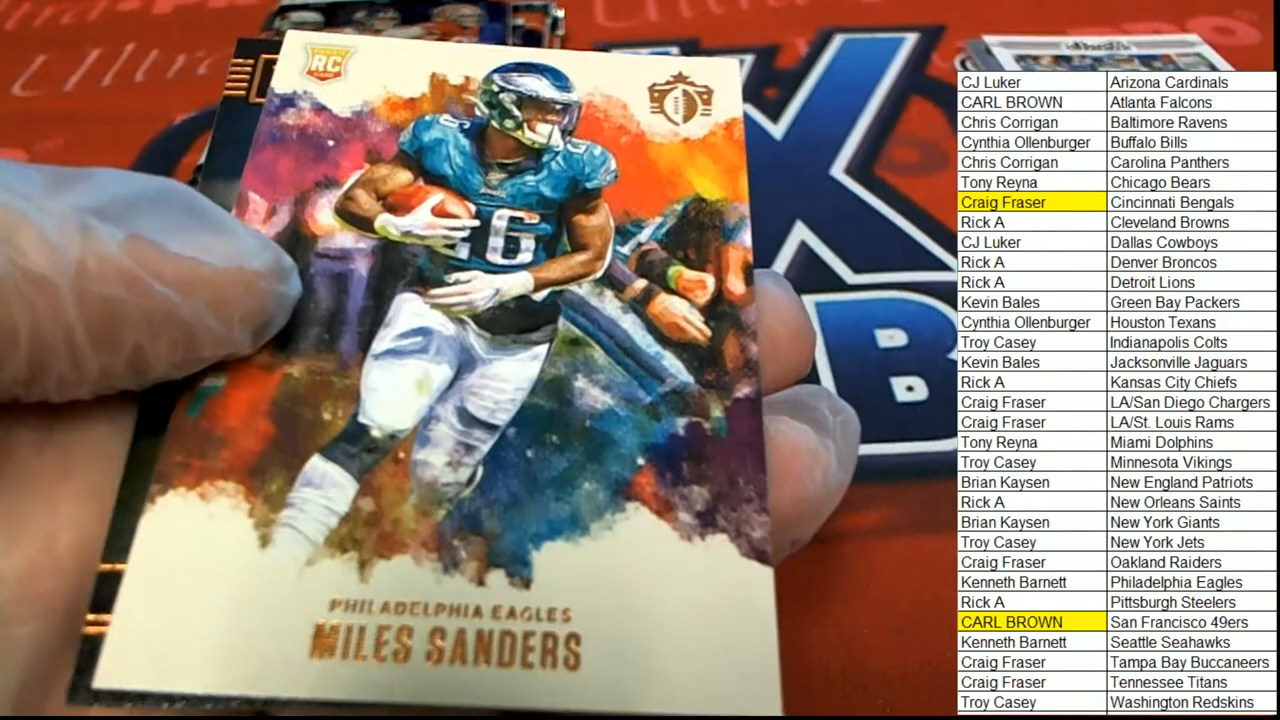 Ultra
PRO
Ultra
RC
26
PHILADELPHIA EAGLES
MILES SANDERS
CJ Luker Arizona Cardinals
CARL BROWN Atlanta Falcons
Chris Corrigan Baltimore Ravens
Cynthia Ollenburger Buffalo Bills
Chris Corrigan Carolina Panthers
Tony Reyna Chicago Bears
Craig Fraser Cincinnati Bengals
Rick A Cleveland Browns
CJ Luker Dallas Cowboys
Rick A Denver Broncos
Rick A Detroit Lions
Kevin Bales Green Bay Packers
Cynthia Ollenburger Houston Texans
Troy Casey Indianapolis Colts
Kevin Bales Jacksonville Jaguars
Rick A Kansas City Chiefs
Craig Fraser LA/San Diego Chargers
Craig Fraser LA/St. Louis Rams
Tony Reyna Miami Dolphins
Troy Casey Minnesota Vikings
Brian Kaysen New England Patriots
Rick A New Orleans Saints
Brian Kaysen New York Giants
Troy Casey New York Jets
Craig Fraser Oakland Raiders
Kenneth Barnett Philadelphia Eagles
Rick A Pittsburgh Steelers
CARL BROWN San Francisco 49ers
Kenneth Barnett Seattle Seahawks
Craig Fraser Tampa Bay Buccaneers
Craig Fraser Tennessee Titans
Troy Casey Washington Redskins